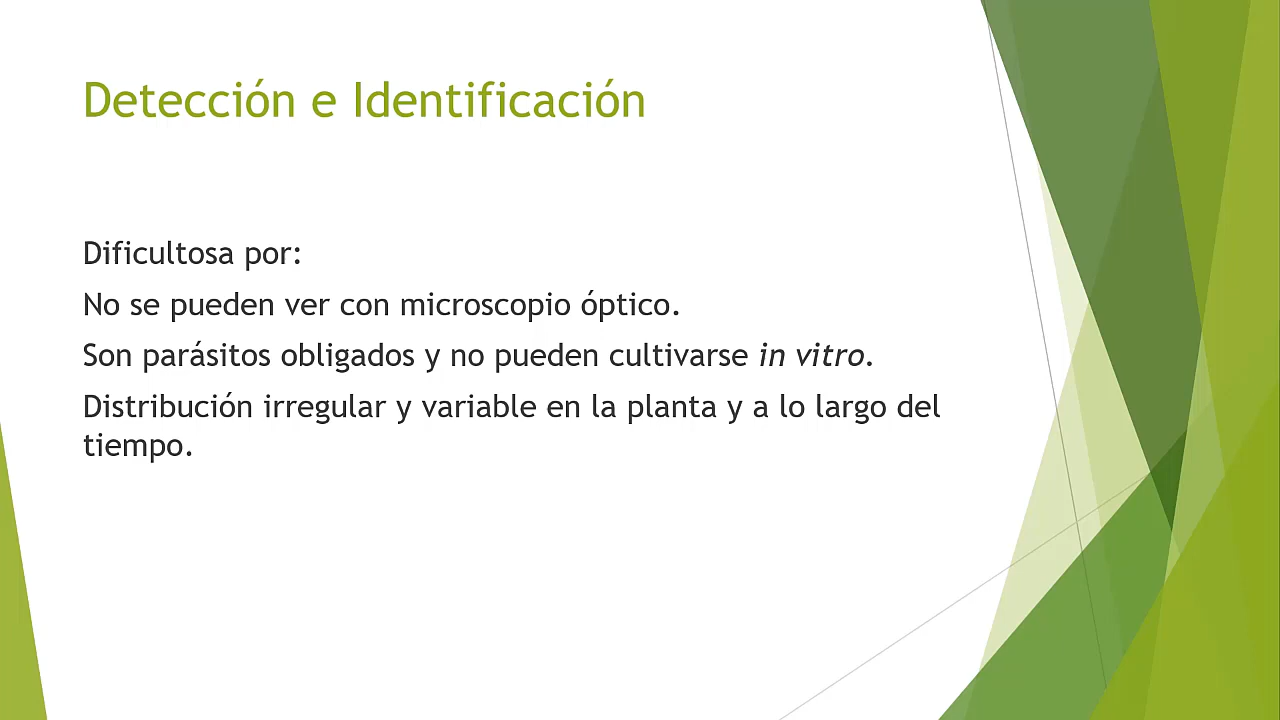 Detección e Identificación
Dificultosa por:
No se pueden ver con microscopio óptico.
Son parásitos obligados y no pueden cultivarse in vitro.
Distribución irregular y variable en la planta y a lo largo del
tiempo.